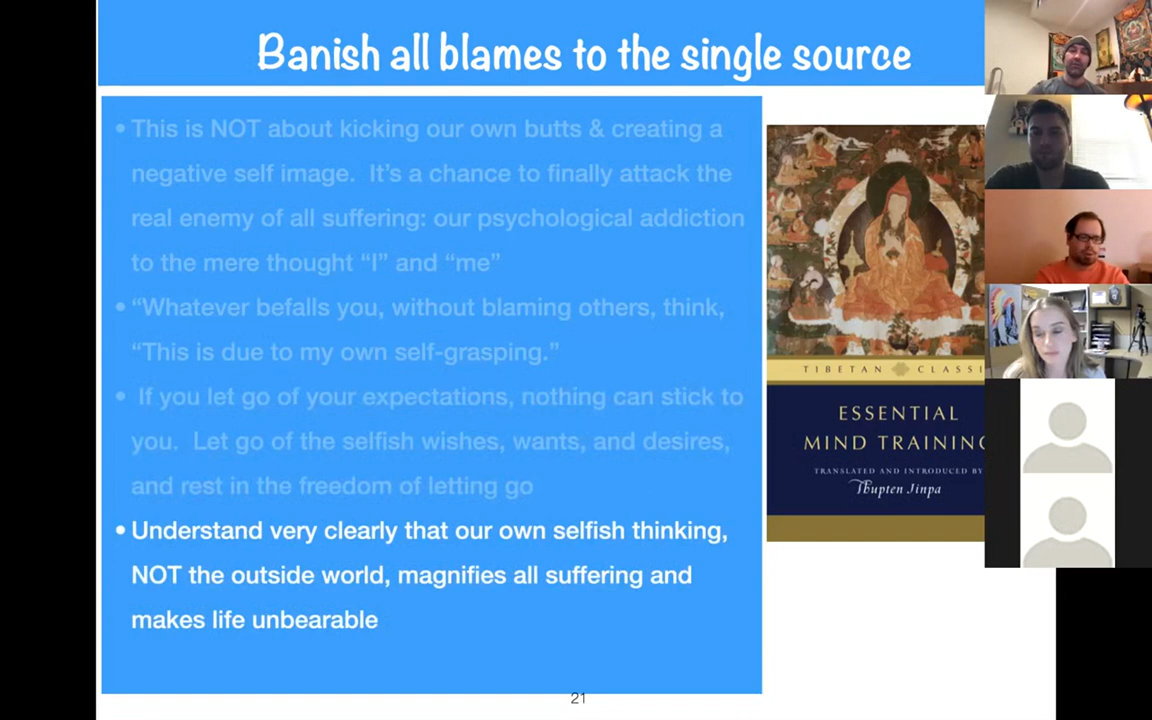 Banish all blames to the single source
• This is NOT about kicking our own butts & creating a
negative self image.  It’s a chance to finally attack the
real enemy of all suffering: our psychological addiction
to the mere thought “I” and “me”
• “Whatever befalls you, without blaming others, think,
“This is due to my own self-grasping.”
• If you let go of your expectations, nothing can stick to
you.  Let go of the selfish wishes, wants, and desires,
and rest in the freedom of letting go
• Understand very clearly that our own selfish thinking,
NOT the outside world, magnifies all suffering and
makes life unbearable
TIBETAN CLASSI
ESSENTIAL
MIND TRAINING
TRANSLATED AND INTRODUCED BY
Thupten Jinpa
21